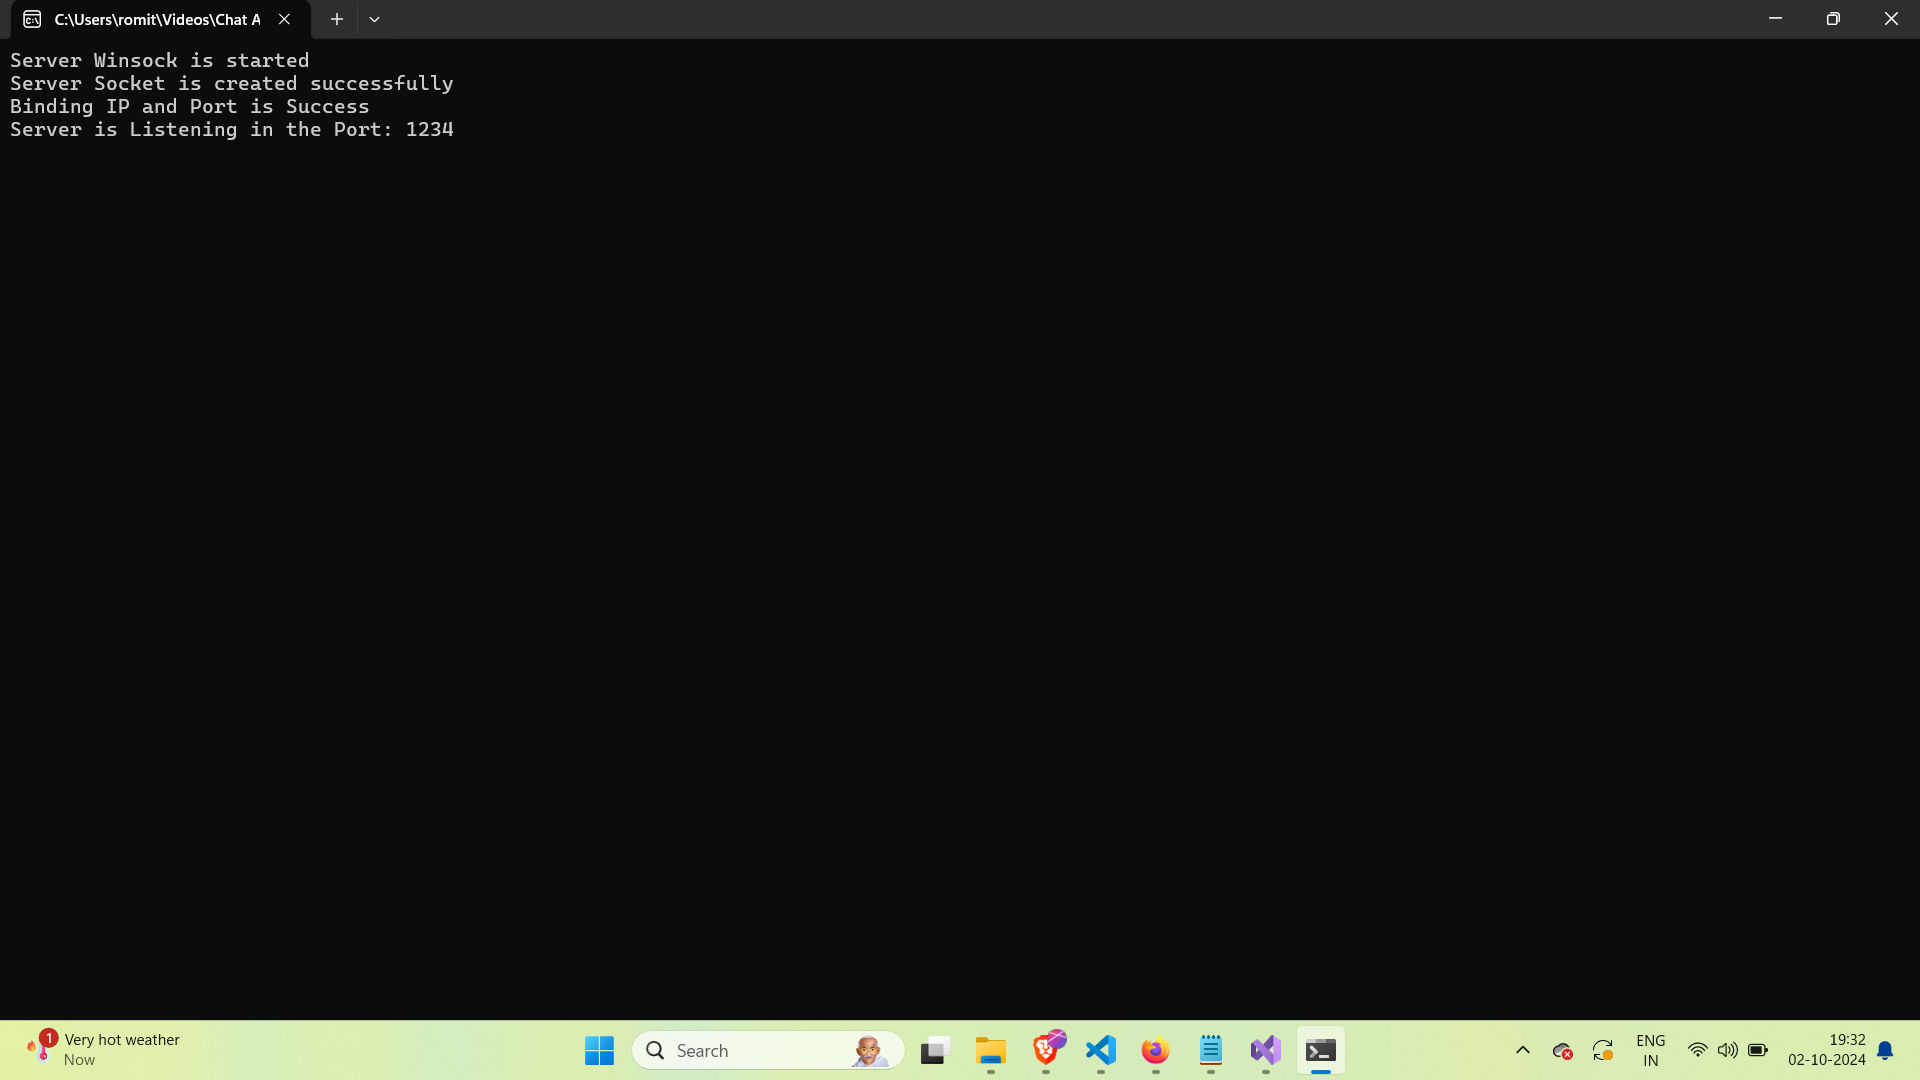 C:\Users\romit\Videos\Chat A
Server Winsock is started
Server Socket is created successfully
Binding IP and Port is Success
Server is Listening in the Port: 1234
1
Very hot weather
Now
Search
ENG
IN
19:32
02-10-2024